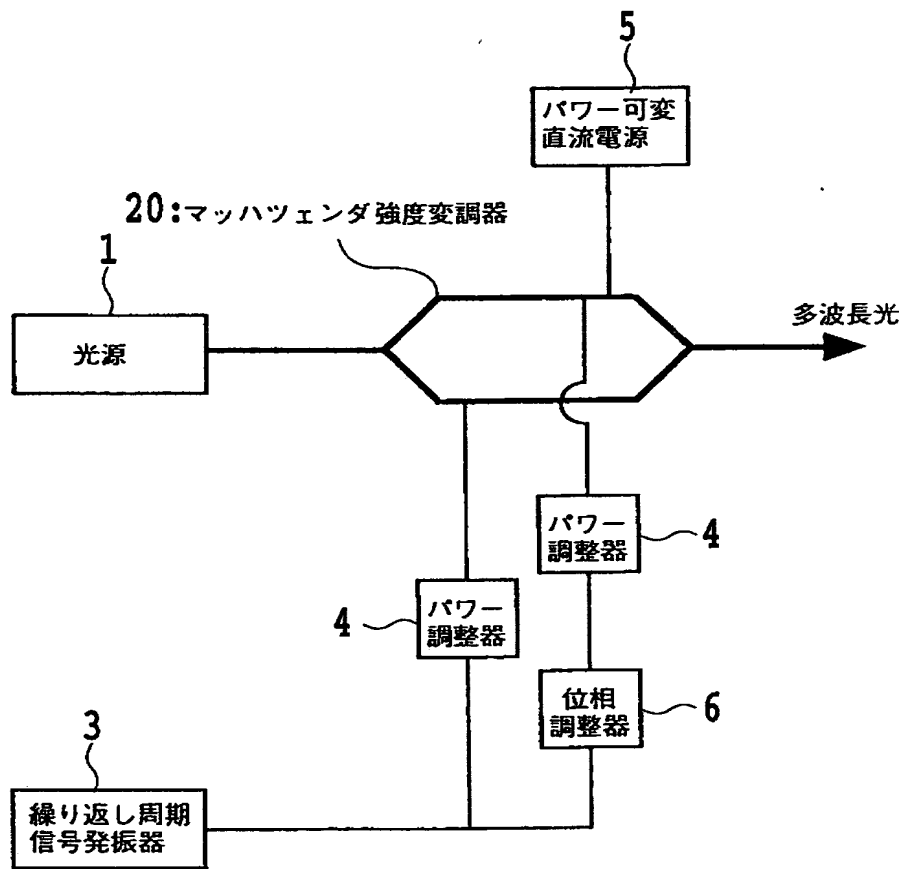 5
パワー可変
直流電源
20:マッハツェンダ強度変調器
1
光源
多波長光
パワー
調整器
4
4
パワー
調整器
位相
調整器
6
3
繰り返し周期
信号発振器